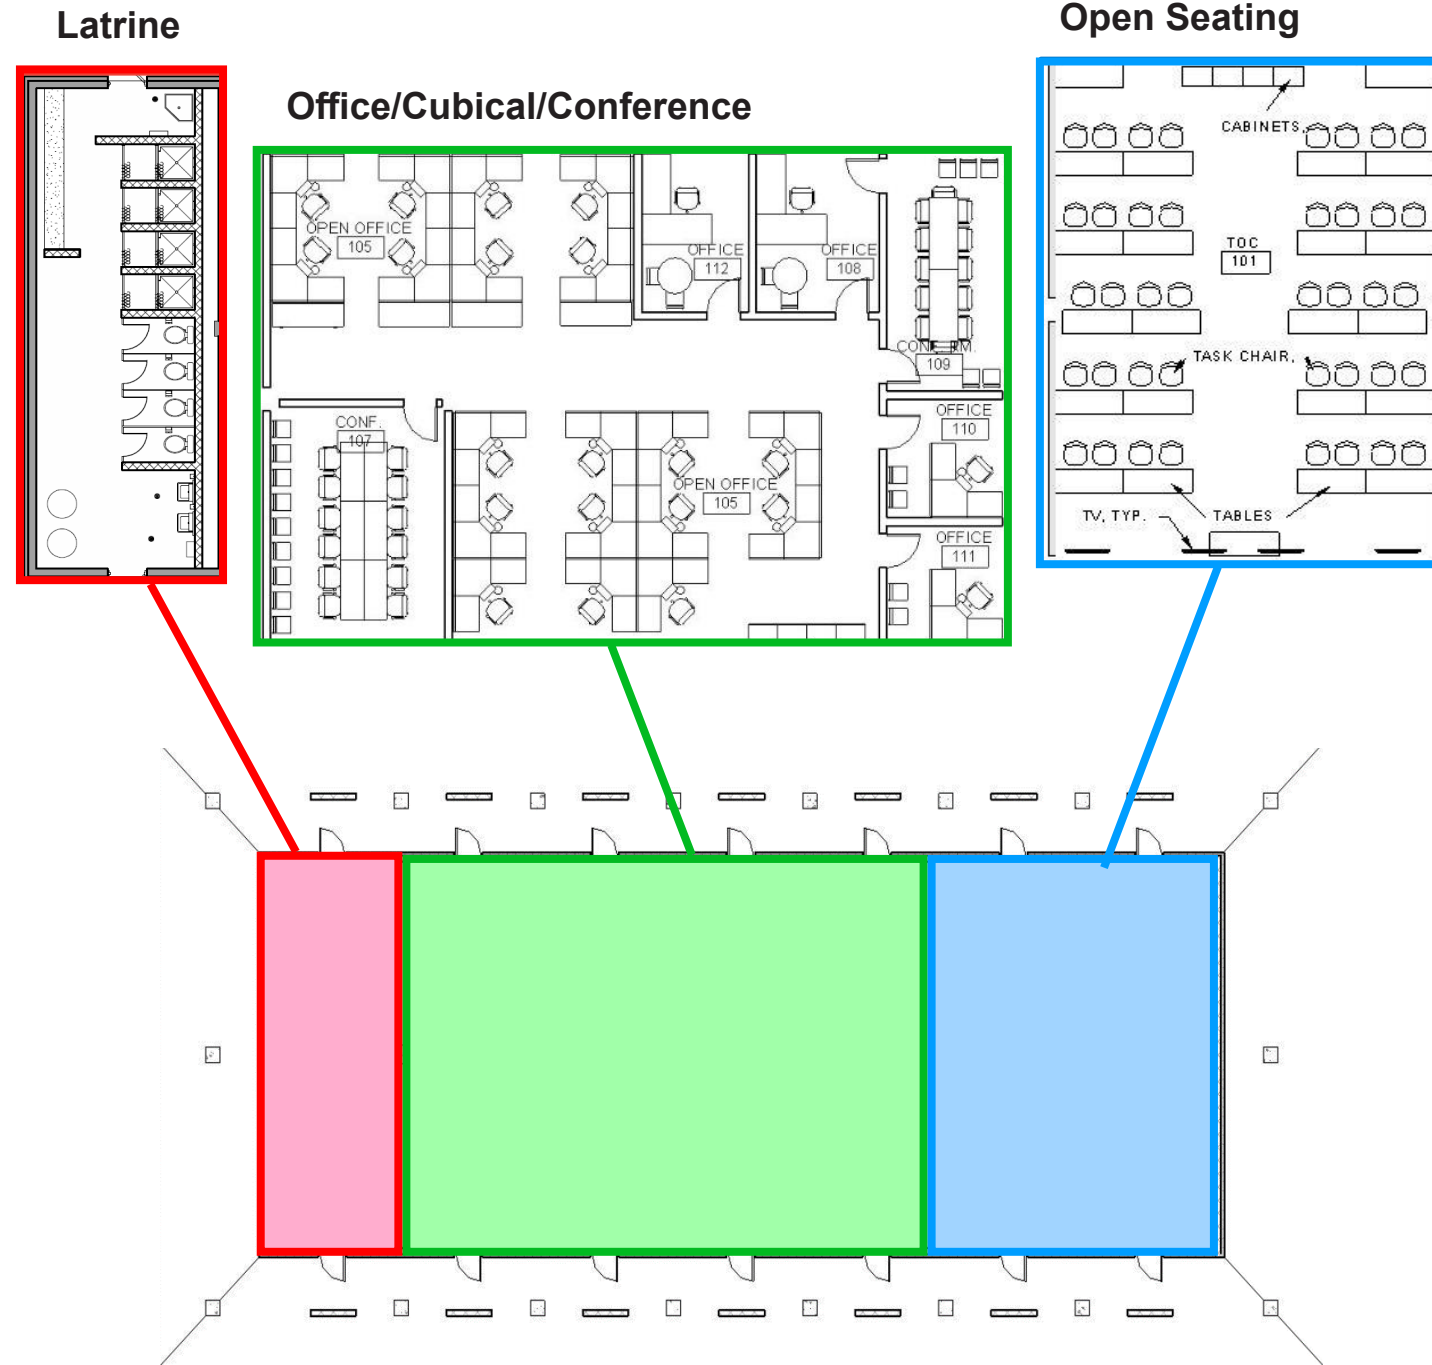 Latrine
Open Seating
Office/Cubical/Conference
CABINETS,
OPEN OFFICE
105
OFFICE
112
OFFICE
108
TOC
101
CONF. RM.
109
TASK CHAIR,
CONF.
107
OFFICE
110
OPEN OFFICE
105
TV, TYP.
TABLES
OFFICE
111